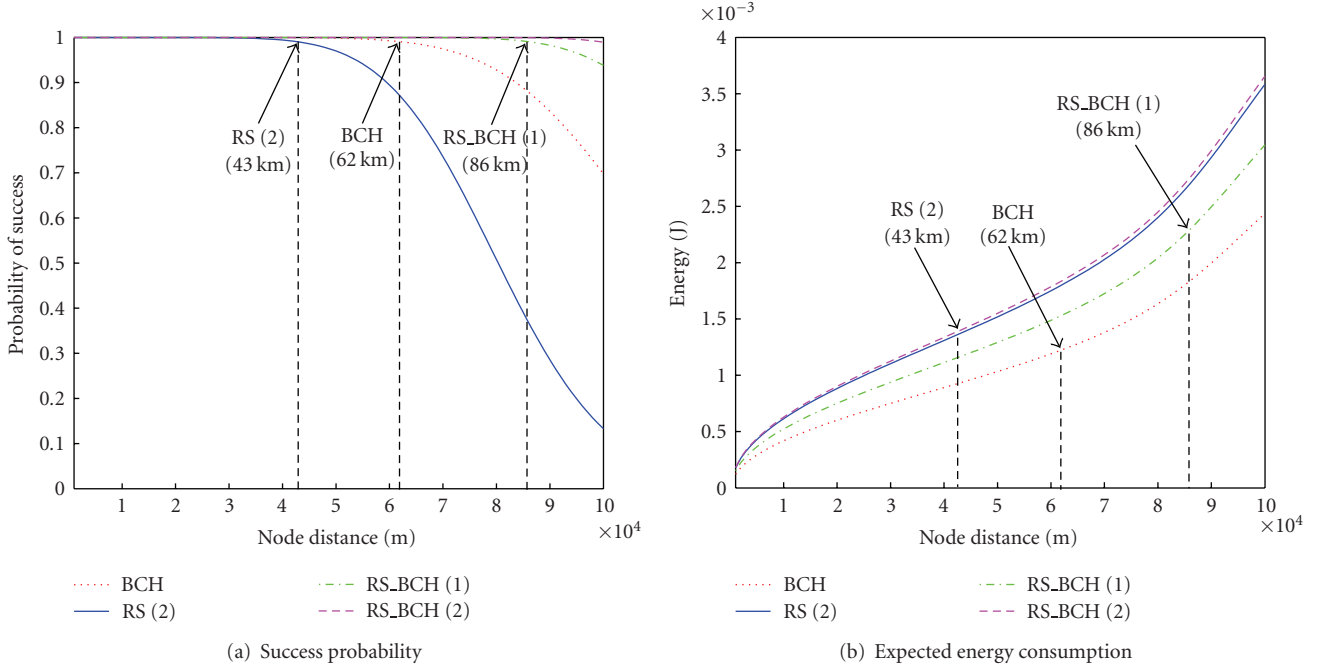 1
0.9
0.8
0.7
0.6
0.5
0.4
0.3
0.2
0.1
0
Probability of success
RS (2)
(43 km)
BCH
(62 km)
RS_BCH (1)
(86 km)
1 2 3 4 5 6 7 8 9 10
×10⁴
Node distance (m)
BCH
RS (2)
RS_BCH (1)
RS_BCH (2)
(a) Success probability
×10⁻³
4
3.5
3
2.5
2
1.5
1
0.5
0
Energy (J)
RS (2)
(43 km)
BCH
(62 km)
RS_BCH (1)
(86 km)
1 2 3 4 5 6 7 8 9 10
×10⁴
Node distance (m)
BCH
RS (2)
RS_BCH (1)
RS_BCH (2)
(b) Expected energy consumption